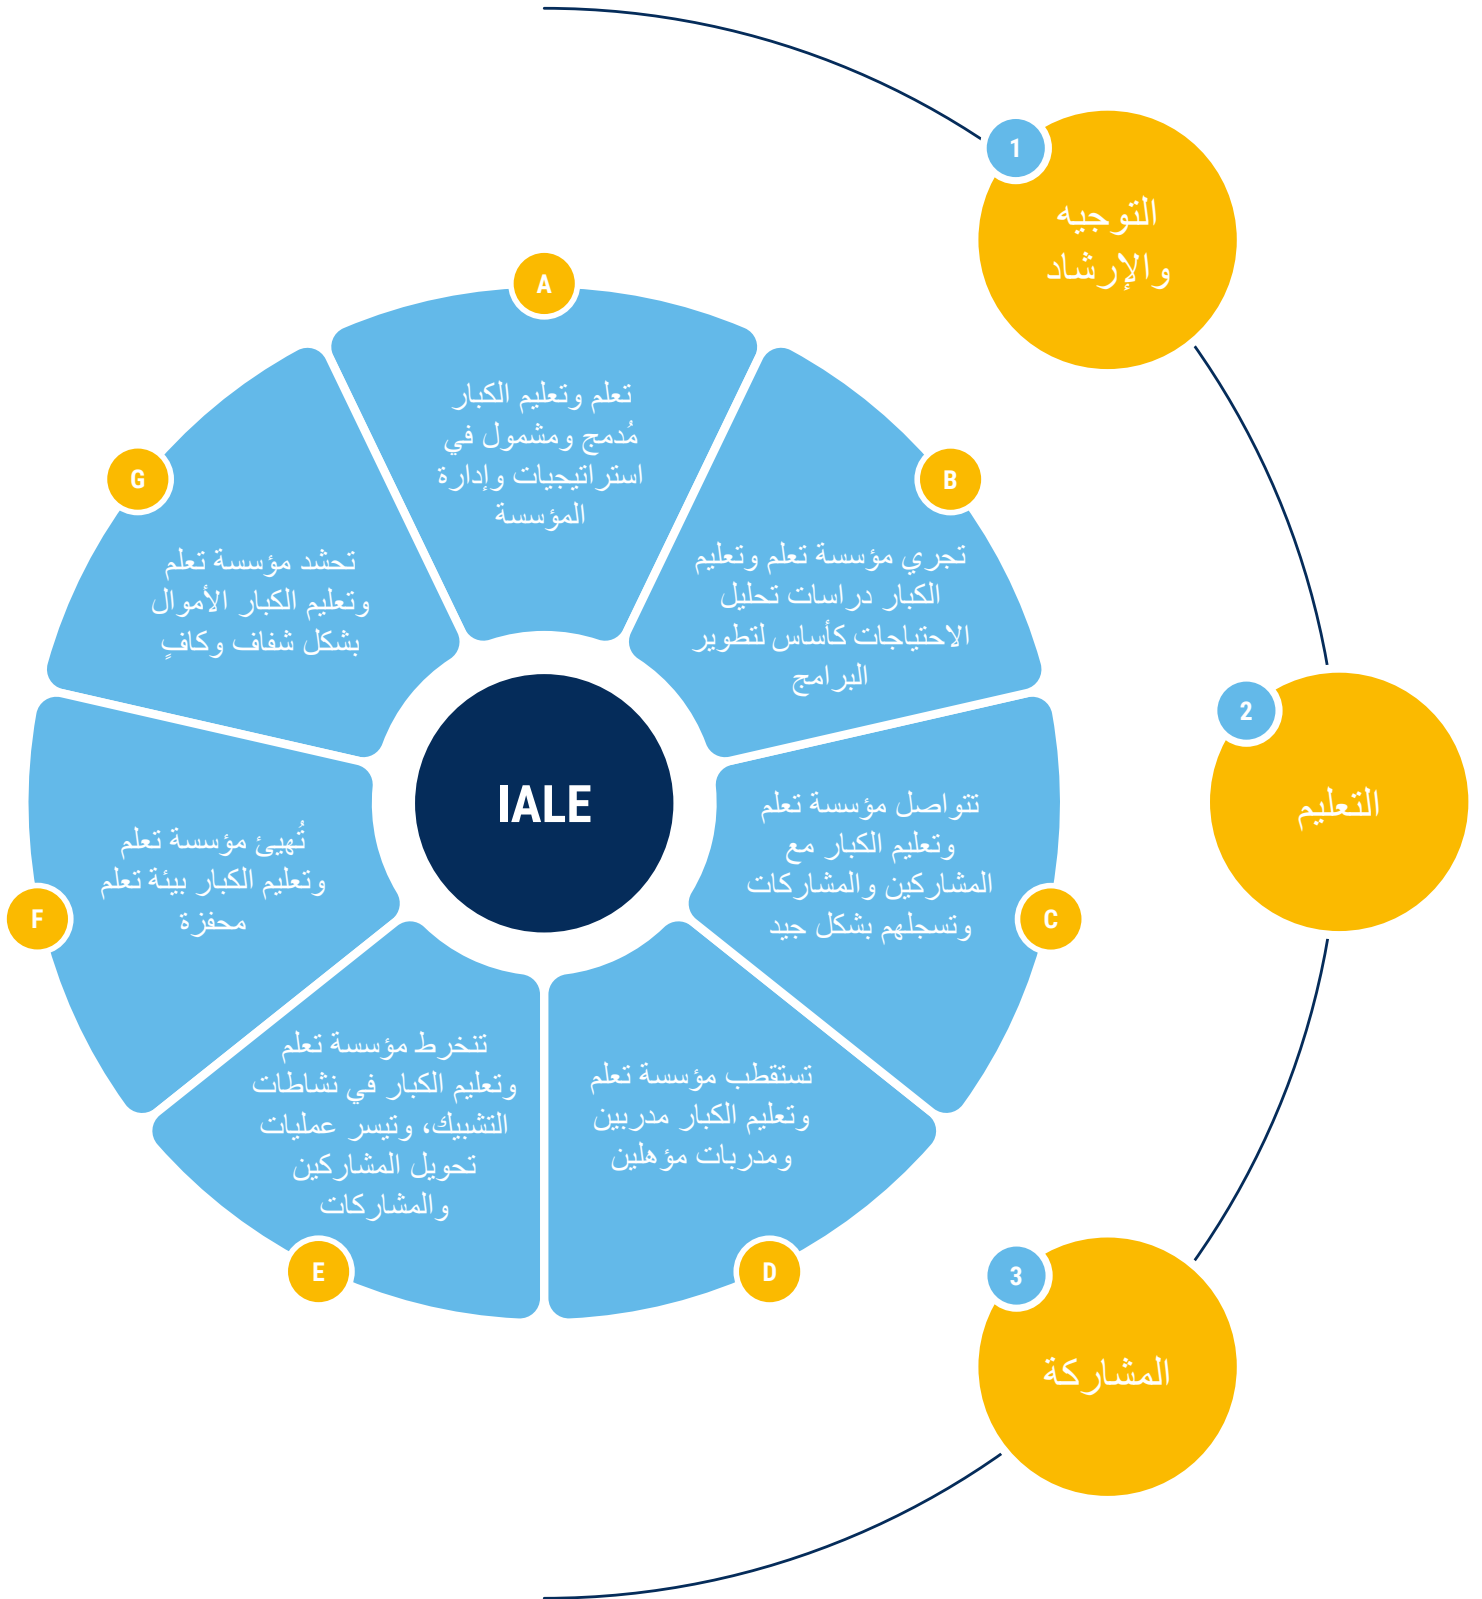 1
التوجيه
والإرشاد
2
التعليم
3
المشاركة
IALE
A
تعلم وتعليم الكبار
مُدمج ومشمول في
استراتيجيات وإدارة
المؤسسة
B
تجري مؤسسة تعلم وتعليم
الكبار دراسات تحليل
الاحتياجات كأساس لتطوير
البرامج
C
تتواصل مؤسسة تعلم
وتعليم الكبار مع
المشاركين والمشاركات
وتسجلهم بشكل جيد
D
تستقطب مؤسسة تعلم
وتعليم الكبار مدربين
ومدربات مؤهلين
E
تنخرط مؤسسة تعلم
وتعليم الكبار في نشاطات
التشبيك، وتيسر عمليات
تحويل المشاركين
والمشاركات
F
تُهيئ مؤسسة تعلم
وتعليم الكبار بيئة تعلم
محفزة
G
تحشد مؤسسة تعلم
وتعليم الكبار الأموال
بشكل شفاف وكافٍ